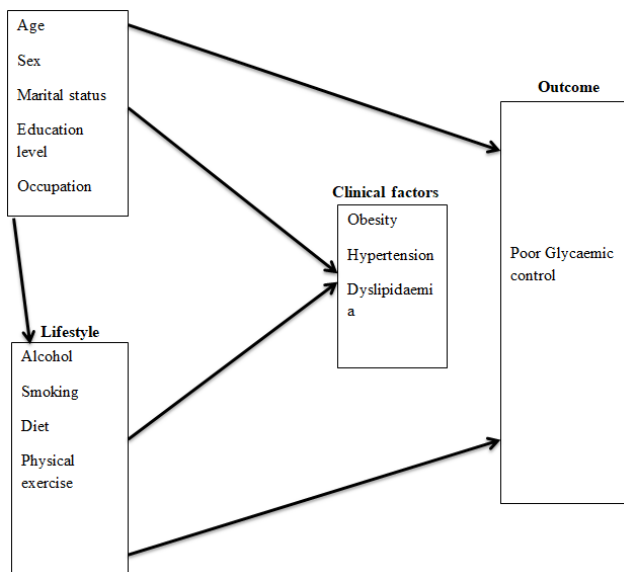 Age
Sex
Marital status
Education
level
Occupation
Lifestyle
Alcohol
Smoking
Diet
Physical
exercise
Clinical factors
Obesity
Hypertension
Dyslipidaemi
a
Outcome
Poor Glycaemic
control